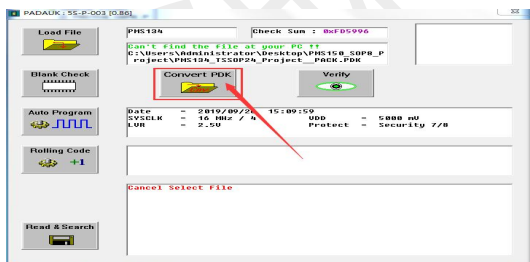 PADAUK : 5S-P-003 [0.86]
Load File
PMS134
Check Sum : 0xFD5996
Can't find the file at your PC !!
C:\Users\Administrator\Desktop\PMS150_SOP8_P
roject\PMS134_TSSOP24_Project__PACK.PDK
Blank Check
Convert PDK
Verify
Auto Program
Date - 2019/09/26 15:09:59
SYSCLK - 16 MHz / 4 VDD - 5000 mV
LVR - 2.5V Protect - Security 7/8
Rolling Code
+1
Cancel Select File
Read & Search